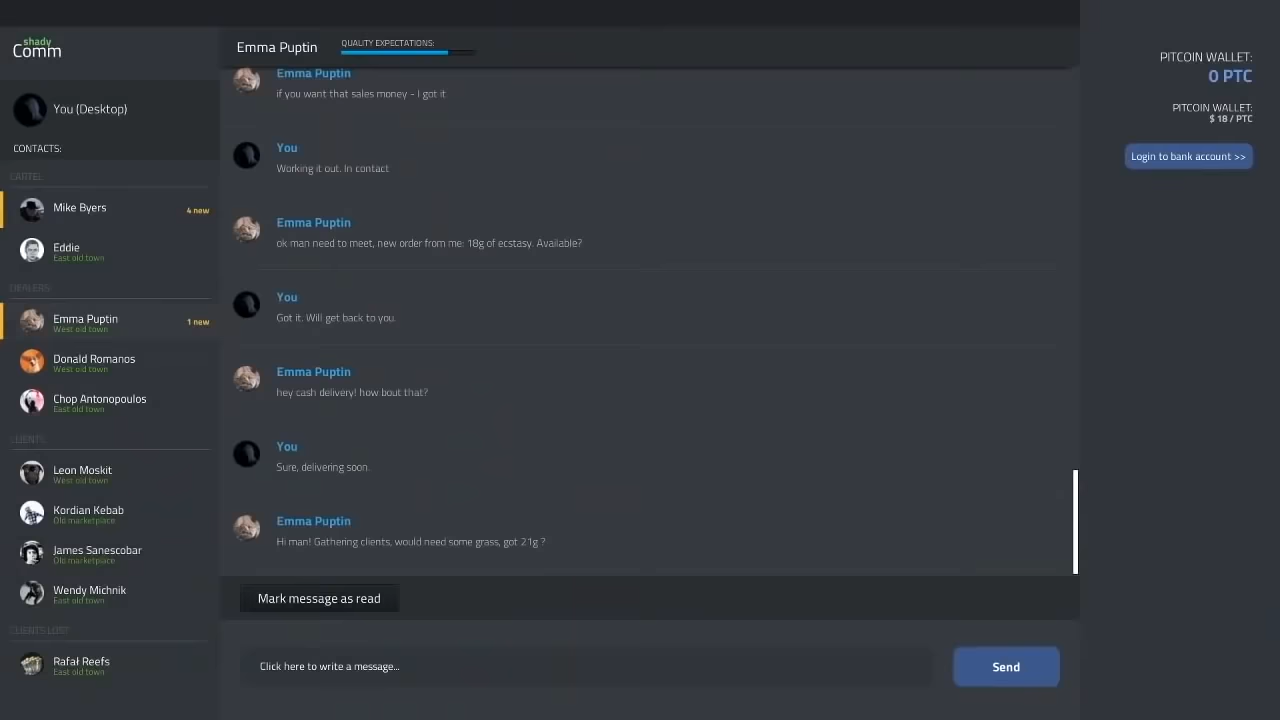 shady
Comm
You (Desktop)
CONTACTS:
CARTEL
Mike Byers
4 new
Eddie
East old town
DEALERS
Emma Puptin
1 new
West old town
Donald Romanos
West old town
Chop Antonopoulos
East old town
CLIENTS
Leon Moskit
West old town
Kordian Kebab
Old marketplace
James Sanescobar
Old marketplace
Wendy Michnik
East old town
CLIENTS LOST
Rafał Reefs
East old town
Emma Puptin
QUALITY EXPECTATIONS:
Emma Puptin
if you want that sales money - I got it
You
Working it out. In contact
Emma Puptin
ok man need to meet, new order from me: 18g of ecstasy. Available?
You
Got it. Will get back to you.
Emma Puptin
hey cash delivery! how bout that?
You
Sure, delivering soon.
Emma Puptin
Hi man! Gathering clients, would need some grass, got 21g ?
Mark message as read
Click here to write a message...
Send
PITCOIN WALLET:
0 PTC
PITCOIN WALLET:
$ 18 / PTC
Login to bank account >>